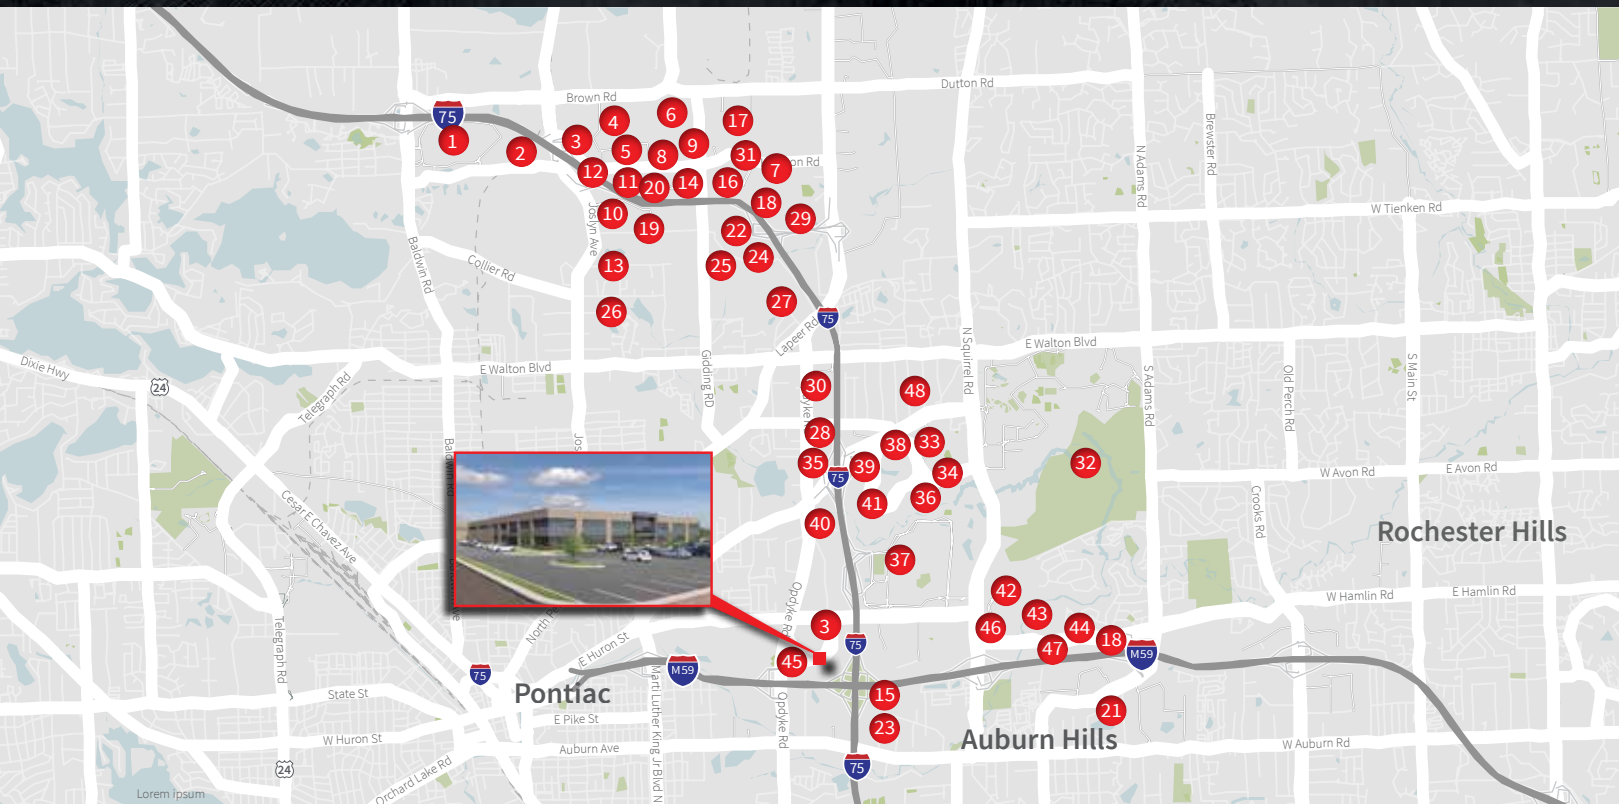 Brown Rd
Dutton Rd
75
1
2
3
4
5
6
17
9
8
31
7
on Rd
12
11
20
14
16
18
10
19
22
29
13
25
24
26
27
75
Joslyn Ave
Baldwin Rd
Collier Rd
Lapeer Rd
Brewster Rd
N Adams Rd
W Tienken Rd
Dixie Hwy
24
Telegraph Rd
E Walton Blvd
Gidding RD
N Squirrel Rd
E Walton Blvd
S Adams Rd
Old Perch Rd
S Main St
30
48
28
38
33
35
75
39
34
32
41
36
40
37
W Avon Rd
E Avon Rd
Crooks Rd
Rochester Hills
Cesar E Chavez Ave
Telegraph Rd
Opdyke Rd
42
43
46
44
18
47
M59
3
75
45
W Hamlin Rd
E Hamlin Rd
E Huron St
M59
75
Pontiac
State St
E Pike St
Marti Luther King Jr Blvd N
Opdyke Rd
15
23
21
Auburn Hills
W Auburn Rd
W Huron St
Auburn Ave
75
24
Orchard Lake Rd
Lorem ipsum